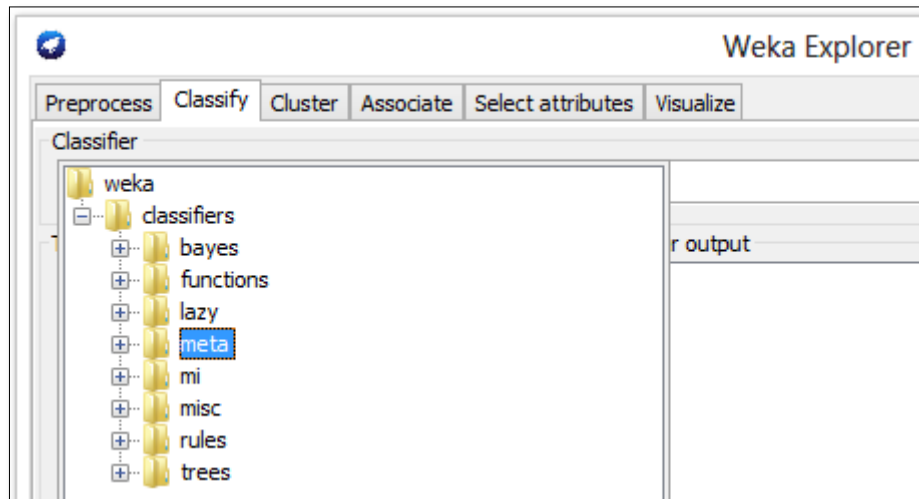 Weka Explorer
Preprocess Classify Cluster Associate Select attributes Visualize
Classifier
weka
classifiers
r output
bayes
functions
lazy
meta
mi
misc
rules
trees